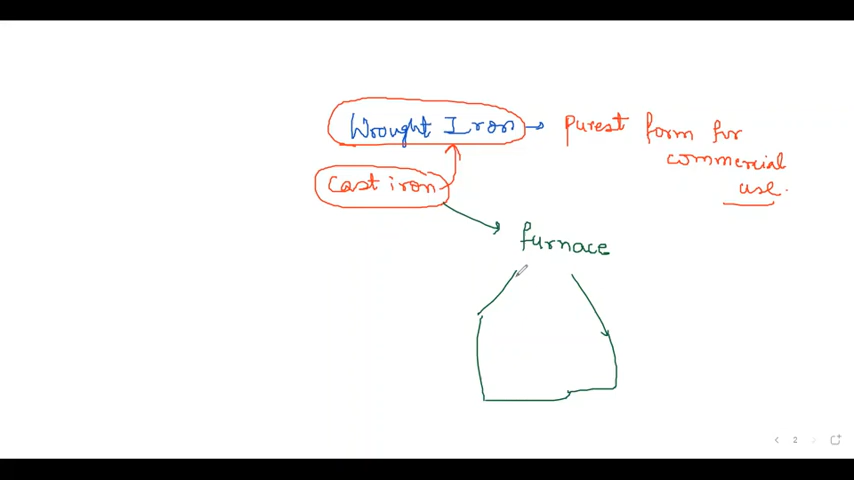 Wrought Iron → purest form for
commercial
use.
cast iron
furnace
2